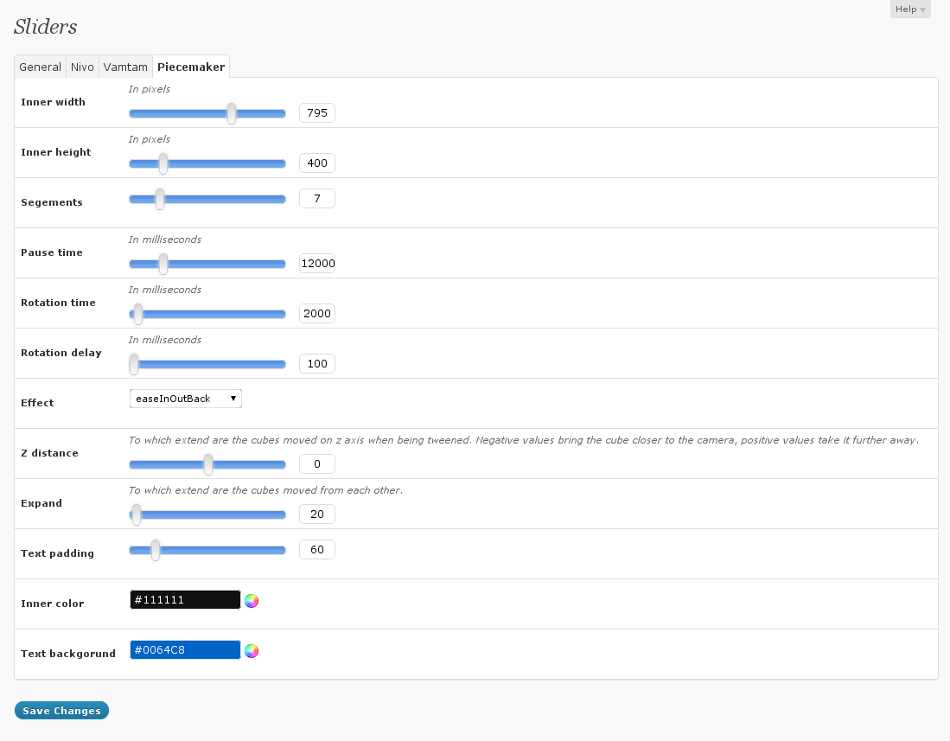 Help
Sliders
General Nivo Vamtam Piecemaker
In pixels
Inner width
795
In pixels
Inner height
400
Segements
7
In milliseconds
Pause time
12000
In milliseconds
Rotation time
2000
In milliseconds
Rotation delay
100
Effect
easeInOutBack
To which extend are the cubes moved on z axis when being tweened. Negative values bring the cube closer to the camera, positive values take it further away.
Z distance
0
To which extend are the cubes moved from each other.
Expand
20
Text padding
60
Inner color
#111111
Text backgorund
#0064C8
Save Changes